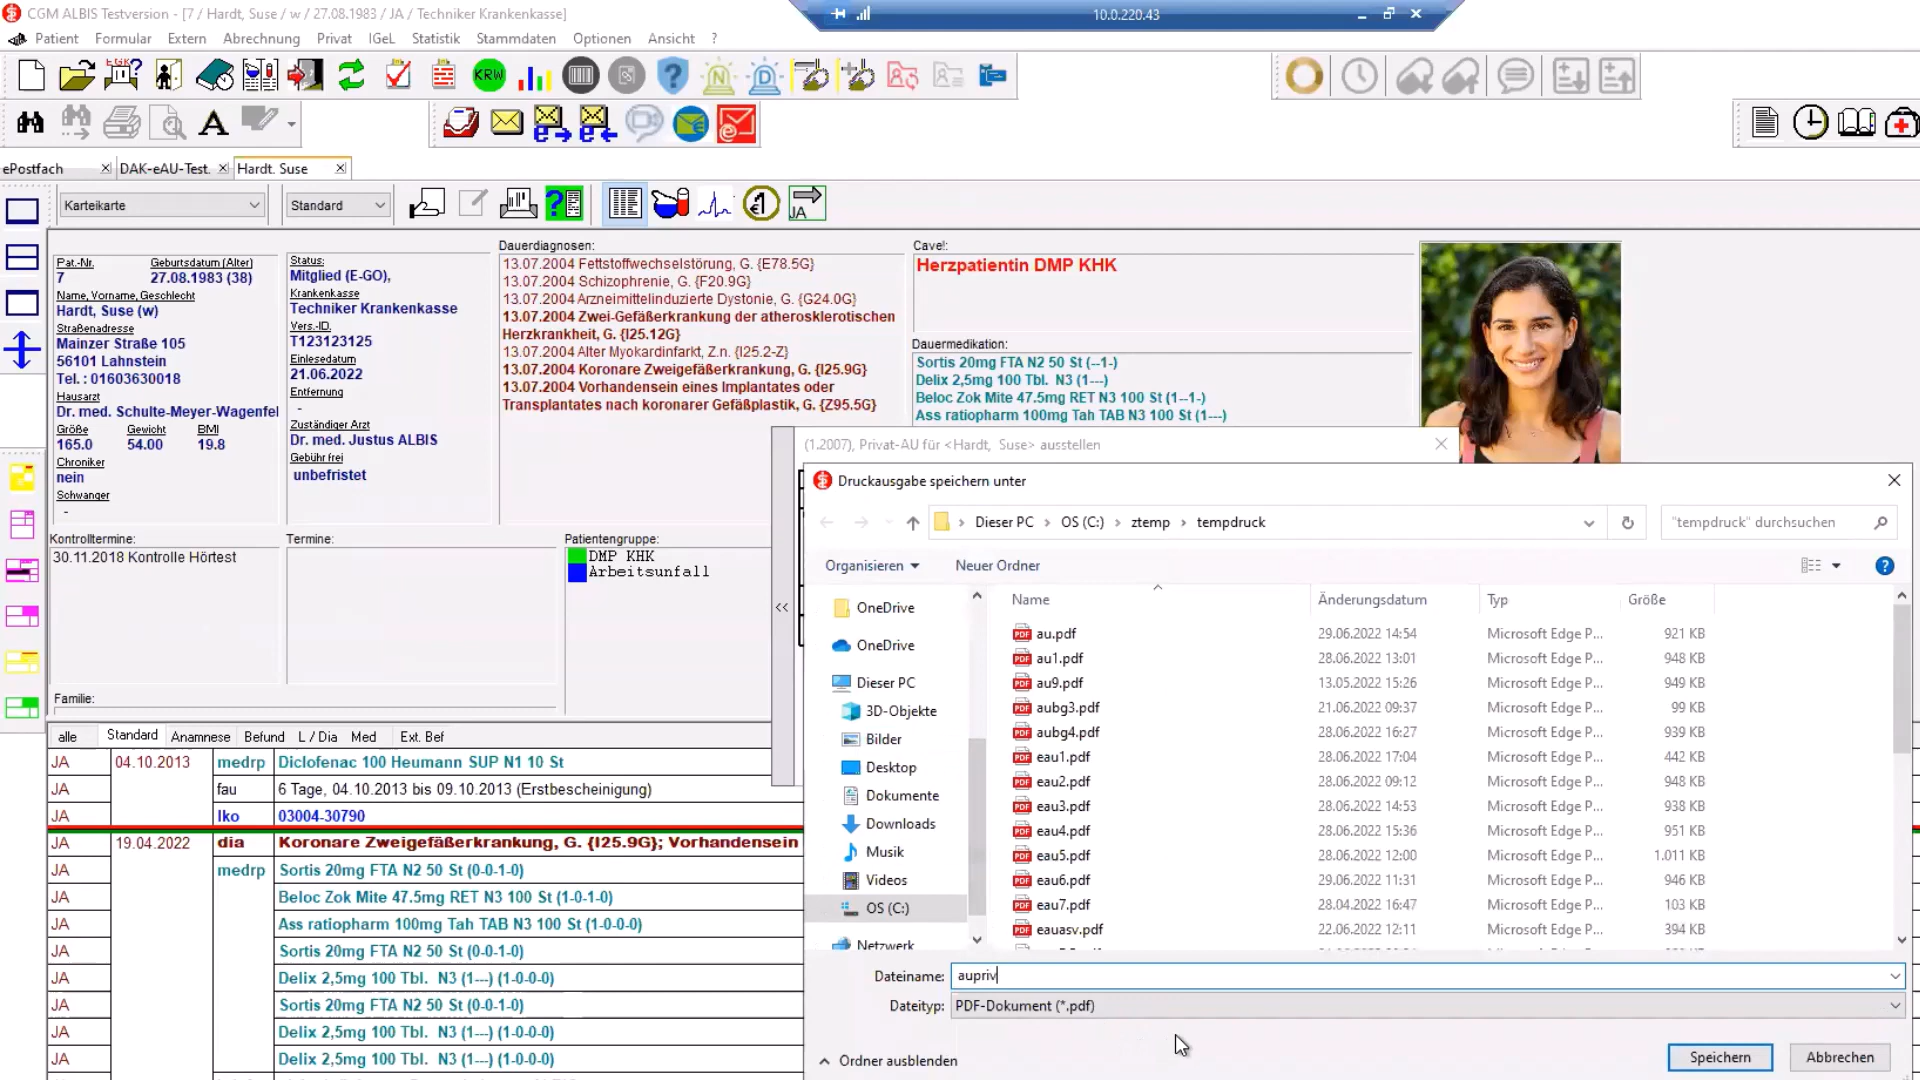 CGM ALBIS Testversion - [7 / Hardt, Suse / w / 27.08.1983 / JA / Techniker Krankenkasse]
10.0.220.43
Patient Formular Extern Abrechnung Privat IGeL Statistik Stammdaten Optionen Ansicht ?
EGK?
KRW
N
D
ePostfach
DAK-eAU-Test.
Hardt. Suse
Karteikarte
Standard
JA
Pat.-Nr.
7
Geburtsdatum (Alter)
27.08.1983 (38)
Name, Vorname, Geschlecht
Hardt, Suse (w)
Straßenadresse
Mainzer Straße 105
56101 Lahnstein
Tel. : 01603630018
Hausarzt
Dr. med. Schulte-Meyer-Wagenfel
Größe Gewicht BMI
165.0 54.00 19.8
Chroniker
nein
Schwanger
-
Status:
Mitglied (E-GO),
Krankenkasse
Techniker Krankenkasse
Vers.-ID.
T123123125
Einlesedatum
21.06.2022
Entfernung
-
Zuständiger Arzt
Dr. med. Justus ALBIS
Gebühr frei
unbefristet
Dauerdiagnosen:
13.07.2004 Fettstoffwechselstörung, G. {E78.5G}
13.07.2004 Schizophrenie, G. {F20.9G}
13.07.2004 Arzneimittelinduzierte Dystonie, G. {G24.0G}
13.07.2004 Zwei-Gefäßerkrankung der atherosklerotischen
Herzkrankheit, G. {I25.12G}
13.07.2004 Alter Myokardinfarkt, Z.n. {I25.2-Z}
13.07.2004 Koronare Zweigefäßerkrankung, G. {I25.9G}
13.07.2004 Vorhandensein eines Implantates oder
Transplantates nach koronarer Gefäßplastik, G. {Z95.5G}
Cave!:
Herzpatientin DMP KHK
Dauermedikation:
Sortis 20mg FTA N2 50 St (--1-)
Delix 2,5mg 100 Tbl. N3 (1---)
Beloc Zok Mite 47.5mg RET N3 100 St (1--1-)
Ass ratiopharm 100mg Tah TAB N3 100 St (1---)
Kontrolltermine:
30.11.2018 Kontrolle Hörtest
Termine:
Patientengruppe:
DMP KHK
Arbeitsunfall
Familie:
alle Standard Anamnese Befund L / Dia Med Ext. Bef
JA 04.10.2013 medrp Diclofenac 100 Heumann SUP N1 10 St
JA fau 6 Tage, 04.10.2013 bis 09.10.2013 (Erstbescheinigung)
JA lko 03004-30790
JA 19.04.2022 dia Koronare Zweigefäßerkrankung, G. {I25.9G}; Vorhandensein
JA medrp Sortis 20mg FTA N2 50 St (0-0-1-0)
JA Beloc Zok Mite 47.5mg RET N3 100 St (1-0-1-0)
JA Ass ratiopharm 100mg Tah TAB N3 100 St (1-0-0-0)
JA Sortis 20mg FTA N2 50 St (0-0-1-0)
JA Delix 2,5mg 100 Tbl. N3 (1---) (1-0-0-0)
JA Sortis 20mg FTA N2 50 St (0-0-1-0)
JA Delix 2,5mg 100 Tbl. N3 (1---) (1-0-0-0)
JA Delix 2,5mg 100 Tbl. N3 (1---) (1-0-0-0)
(1.2007), Privat-AU für <Hardt, Suse> ausstellen
<<
Druckausgabe speichern unter
Dieser PC › OS (C:) › ztemp › tempdruck
"tempdruck" durchsuchen
Organisieren Neuer Ordner
OneDrive
OneDrive
Dieser PC
3D-Objekte
Bilder
Desktop
Dokumente
Downloads
Musik
Videos
OS (C:)
Netzwerk
Name Änderungsdatum Typ Größe
au.pdf 29.06.2022 14:54 Microsoft Edge P... 921 KB
au1.pdf 28.06.2022 13:01 Microsoft Edge P... 948 KB
au9.pdf 13.05.2022 15:26 Microsoft Edge P... 949 KB
aubg3.pdf 21.06.2022 09:37 Microsoft Edge P... 99 KB
aubg4.pdf 28.06.2022 16:27 Microsoft Edge P... 939 KB
eau1.pdf 28.06.2022 17:04 Microsoft Edge P... 442 KB
eau2.pdf 28.06.2022 09:12 Microsoft Edge P... 948 KB
eau3.pdf 28.06.2022 14:53 Microsoft Edge P... 938 KB
eau4.pdf 28.06.2022 15:36 Microsoft Edge P... 951 KB
eau5.pdf 28.06.2022 12:00 Microsoft Edge P... 1.011 KB
eau6.pdf 29.06.2022 11:31 Microsoft Edge P... 946 KB
eau7.pdf 28.04.2022 16:47 Microsoft Edge P... 103 KB
eauasv.pdf 22.06.2022 12:11 Microsoft Edge P... 394 KB
Dateiname: aupriv
Dateityp: PDF-Dokument (*.pdf)
Ordner ausblenden
Speichern
Abbrechen